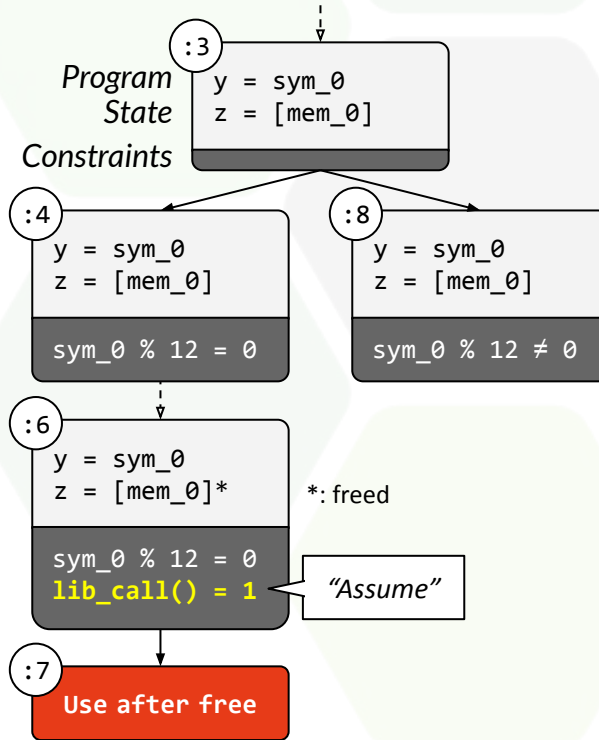 :3
Program
State
Constraints
y = sym_0
z = [mem_0]
:4
y = sym_0
z = [mem_0]
sym_0 % 12 = 0
:8
y = sym_0
z = [mem_0]
sym_0 % 12 ≠ 0
:6
y = sym_0
z = [mem_0]*
*: freed
sym_0 % 12 = 0
lib_call() = 1
“Assume”
:7
Use after free